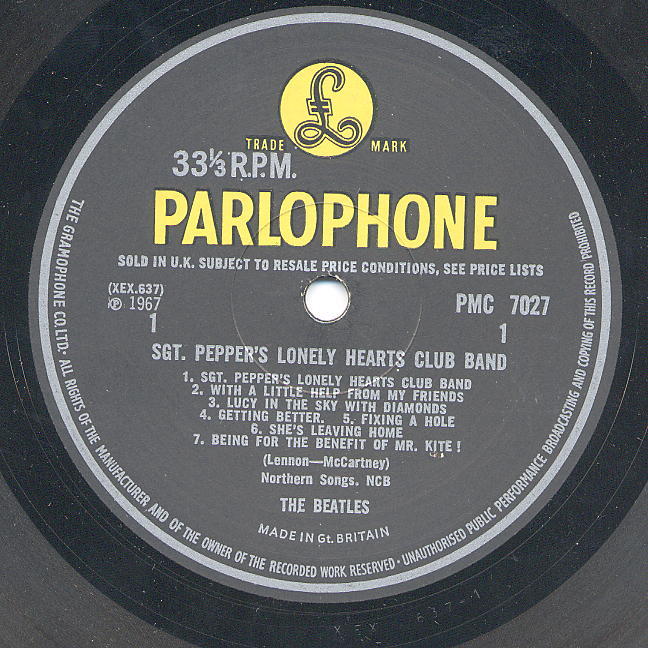 £
TRADE MARK
33⅓ R.P.M.
PARLOPHONE
SOLD IN U.K. SUBJECT TO RESALE PRICE CONDITIONS, SEE PRICE LISTS
(XEX.637)
Ⓟ 1967
1
PMC 7027
1
SGT. PEPPER'S LONELY HEARTS CLUB BAND
1. SGT. PEPPER'S LONELY HEARTS CLUB BAND
2. WITH A LITTLE HELP FROM MY FRIENDS
3. LUCY IN THE SKY WITH DIAMONDS
4. GETTING BETTER. 5. FIXING A HOLE
6. SHE'S LEAVING HOME
7. BEING FOR THE BENEFIT OF MR. KITE!
(Lennon—McCartney)
Northern Songs. NCB
THE BEATLES
MADE IN Gt. BRITAIN
THE GRAMOPHONE CO. LTD. ALL RIGHTS OF THE MANUFACTURER AND OF THE OWNER OF THE RECORDED WORK RESERVED · UNAUTHORISED PUBLIC PERFORMANCE BROADCASTING AND COPYING OF THIS RECORD PROHIBITED
XEX 637-1